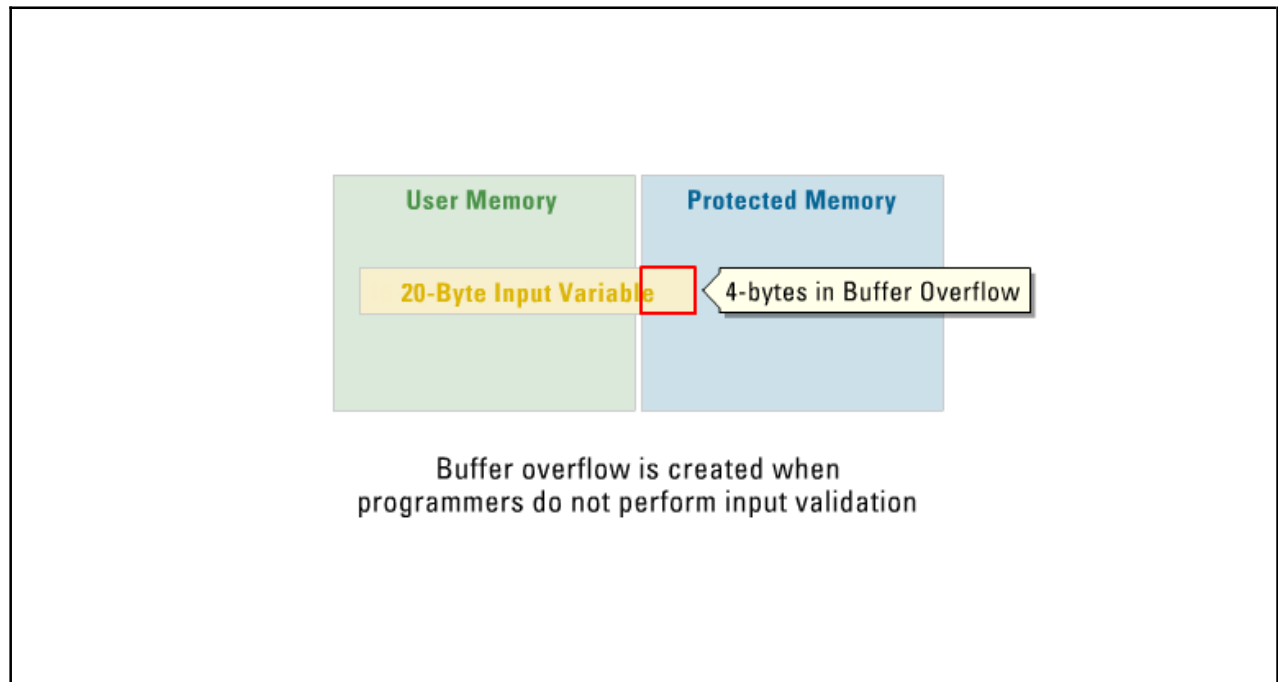 User Memory
Protected Memory
20-Byte Input Variable
4-bytes in Buffer Overflow
Buffer overflow is created when
programmers do not perform input validation